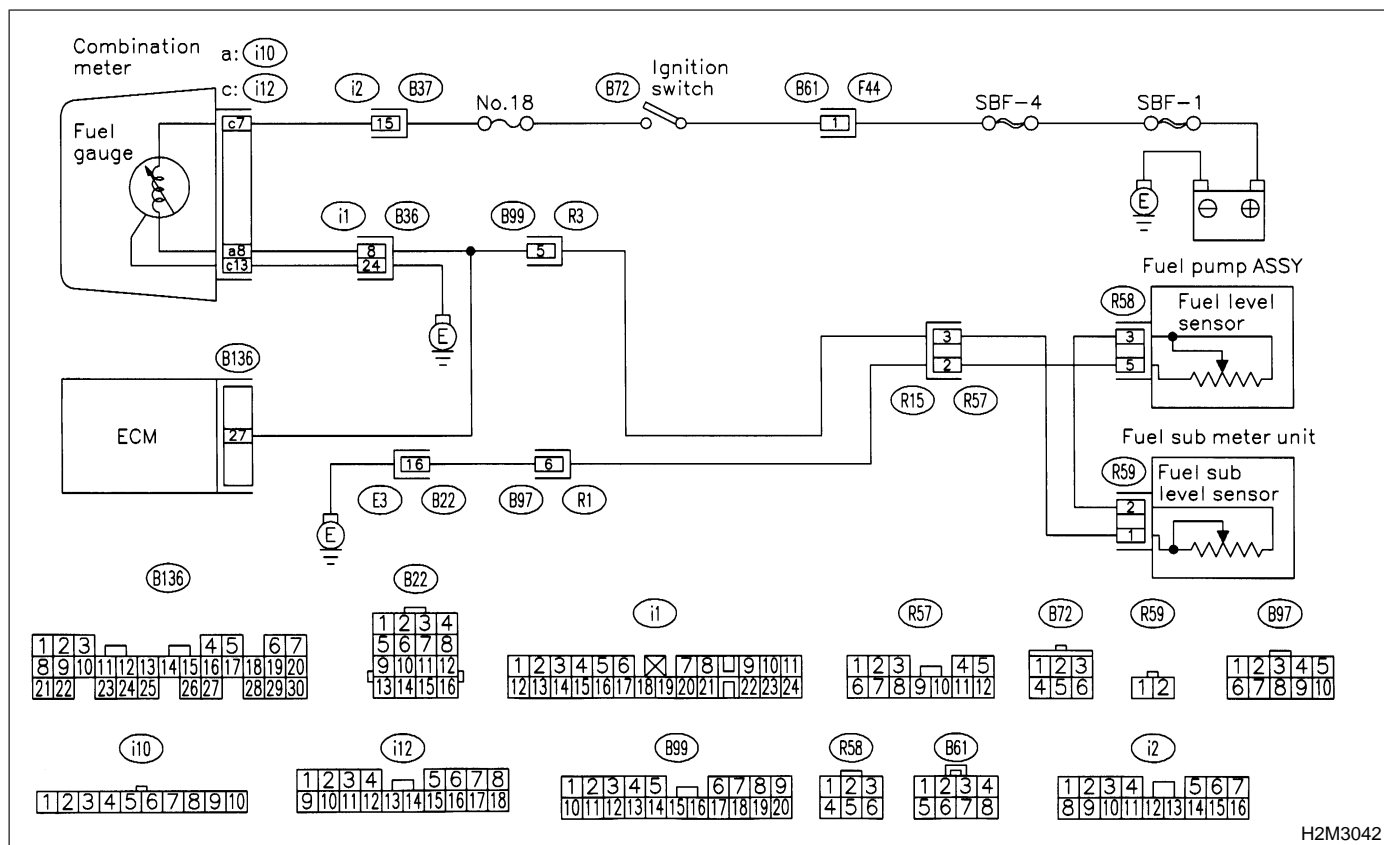 Combination
meter
a: i10
c: i12
Fuel
gauge
c7
i2 B37
15
No.18
B72
Ignition
switch
B61 F44
1
SBF-4
SBF-1
E
⊖ ⊕
a8
c13
i1 B36
8
24
B99 R3
5
E
Fuel pump ASSY
R58
Fuel level
sensor
3
5
3
2
R15 R57
B136
ECM
27
Fuel sub meter unit
R59
Fuel sub
level sensor
2
1
16
E3 B22
6
B97 R1
E
B136
1 2 3 4 5 6 7
8 9 10 11 12 13 14 15 16 17 18 19 20
21 22 23 24 25 26 27 28 29 30
B22
1 2 3 4
5 6 7 8
9 10 11 12
13 14 15 16
i1
1 2 3 4 5 6 7 8 9 10 11
12 13 14 15 16 17 18 19 20 21 22 23 24
R57
1 2 3 4 5
6 7 8 9 10 11 12
B72
1 2 3
4 5 6
R59
1 2
B97
1 2 3 4 5
6 7 8 9 10
i10
1 2 3 4 5 6 7 8 9 10
i12
1 2 3 4 5 6 7 8
9 10 11 12 13 14 15 16 17 18
B99
1 2 3 4 5 6 7 8 9
10 11 12 13 14 15 16 17 18 19 20
R58
1 2 3
4 5 6
B61
1 2 3 4
5 6 7 8
i2
1 2 3 4 5 6 7
8 9 10 11 12 13 14 15 16
H2M3042